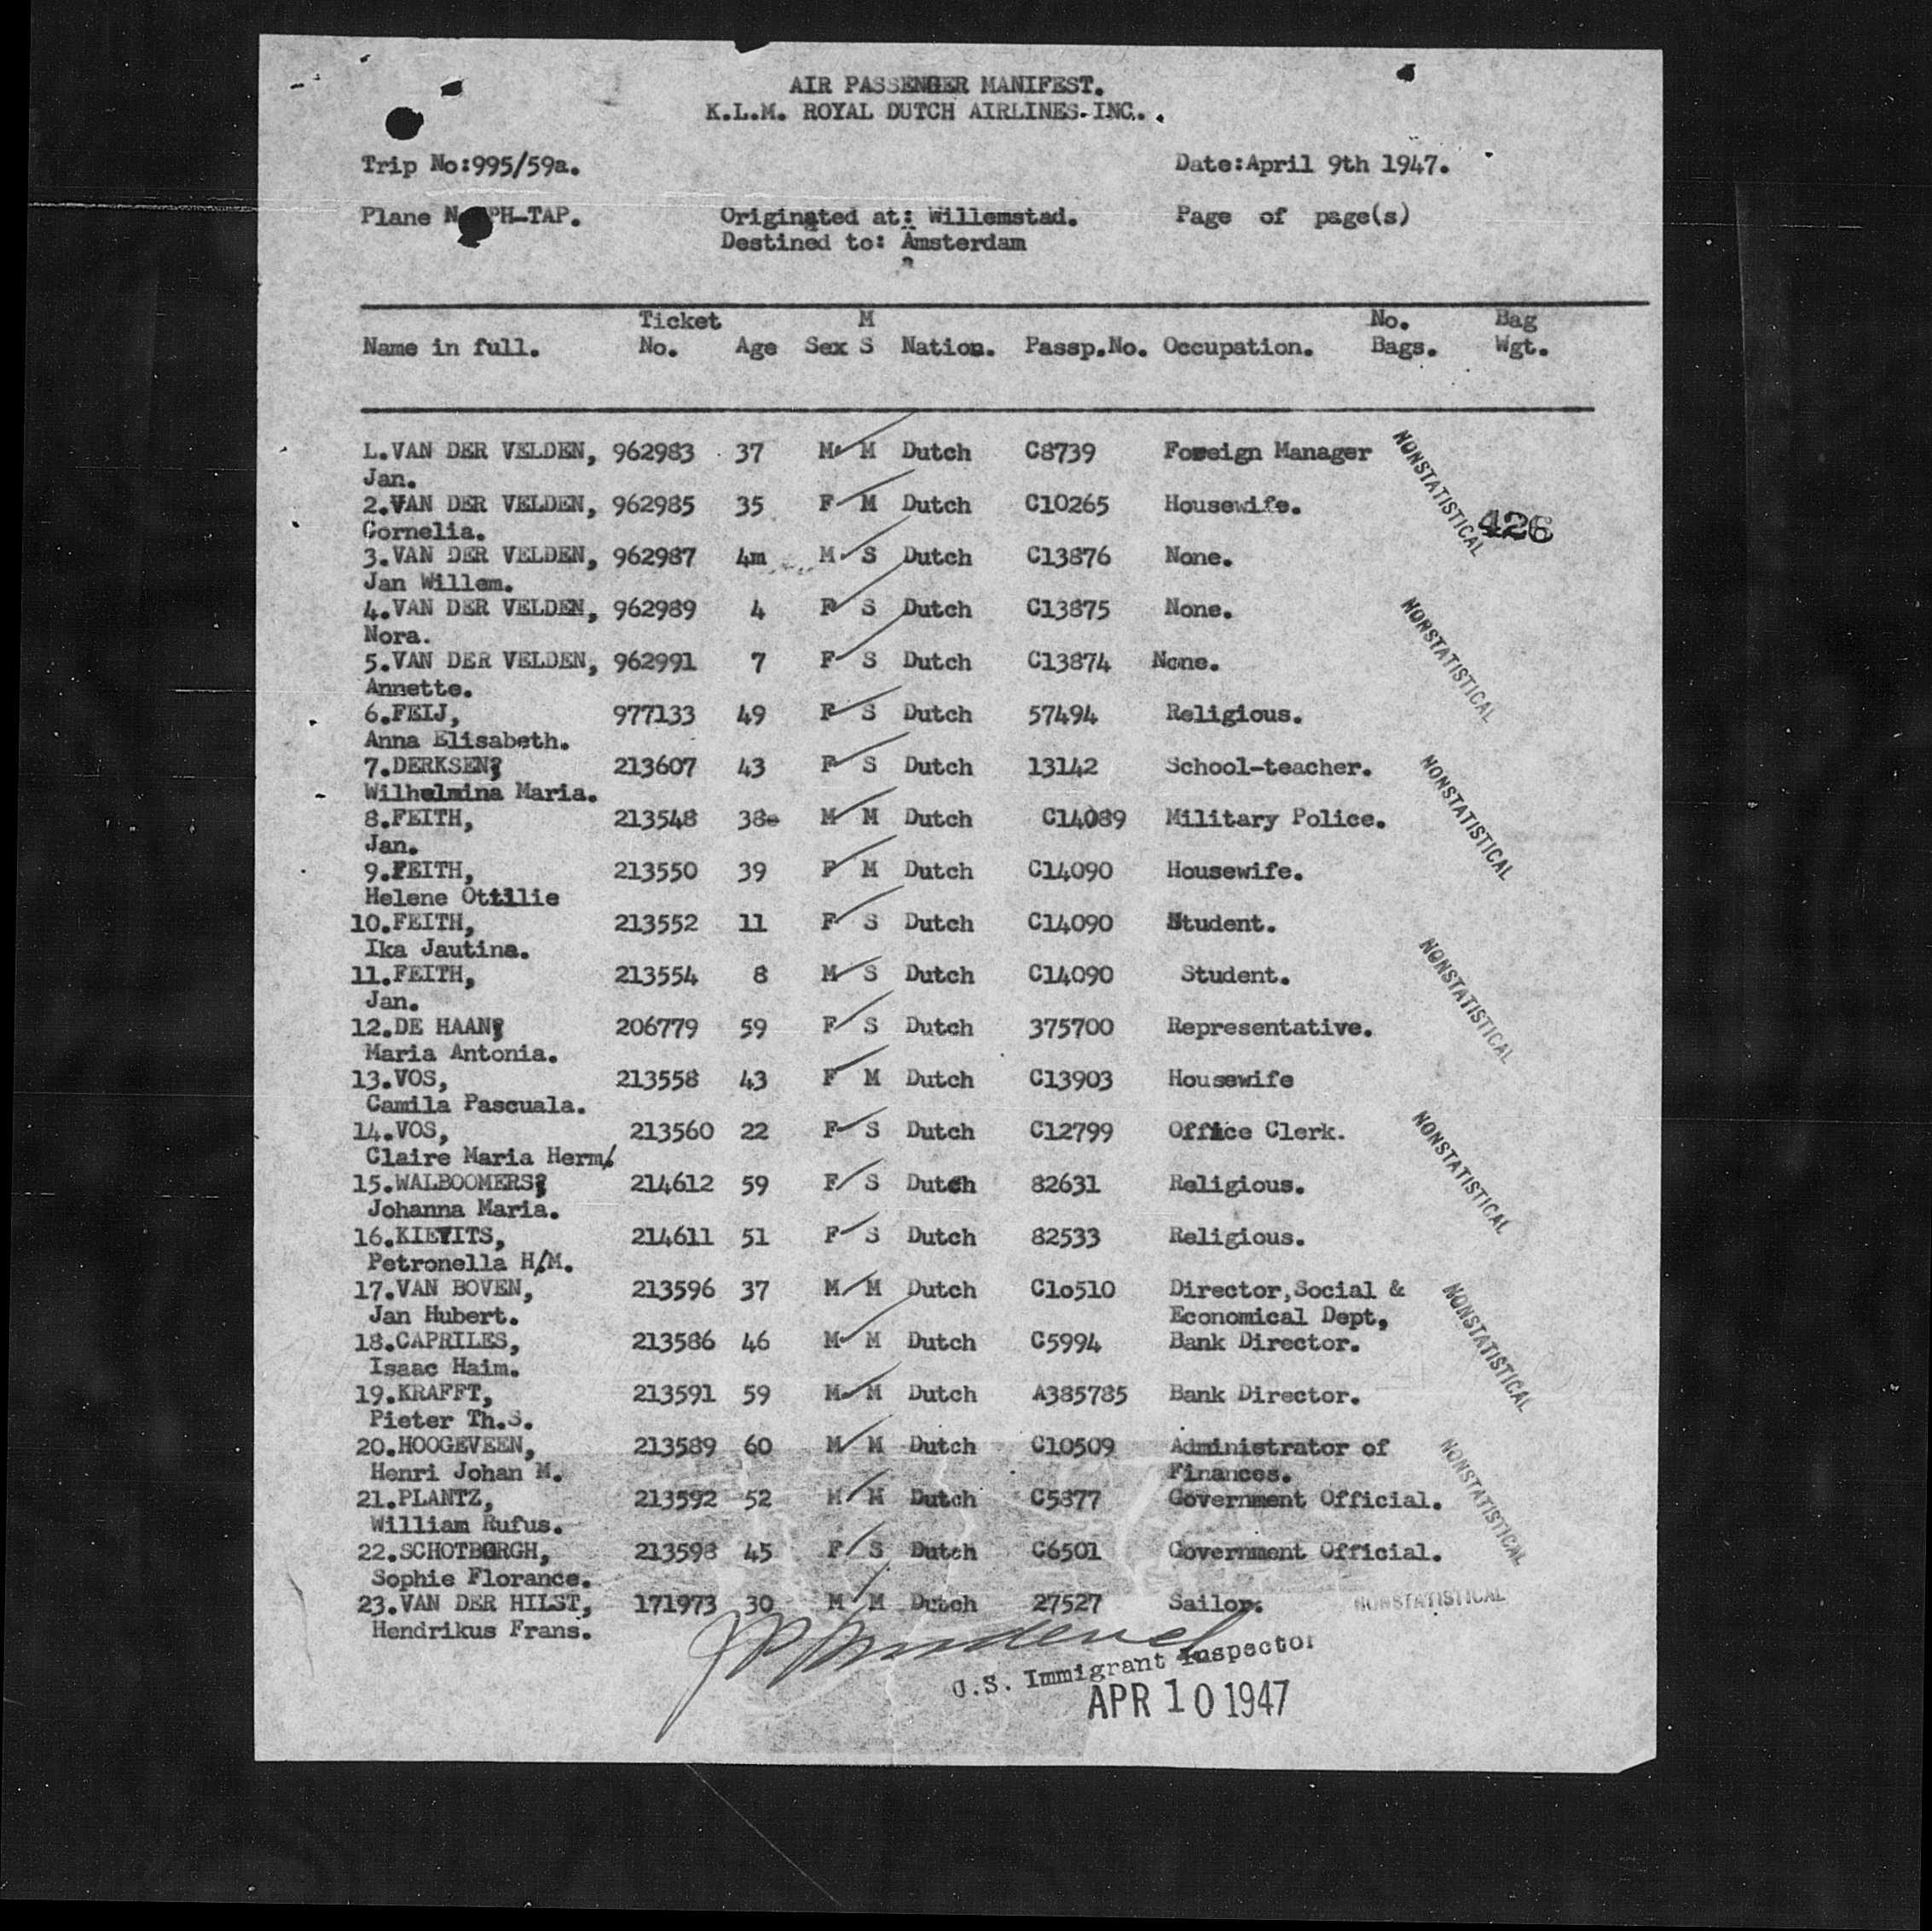 AIR PASSENGER MANIFEST.
K.L.M. ROYAL DUTCH AIRLINES-INC..
Trip No:995/59a. Date:April 9th 1947.
Plane N PH-TAP. Originated at: Willemstad. Page of page(s)
Destined to: Amsterdam
Ticket M No. Bag
Name in full. No. Age Sex S Nation. Passp.No. Occupation. Bags. Wgt.
1.VAN DER VELDEN, 962983 37 M M Dutch C8739 Foreign Manager
Jan.
2.VAN DER VELDEN, 962985 35 F M Dutch C10265 Housewife.
Cornelia.
3.VAN DER VELDEN, 962987 4m M S Dutch C13876 None.
Jan Willem.
4.VAN DER VELDEN, 962989 4 F S Dutch C13875 None.
Nora.
5.VAN DER VELDEN, 962991 7 F S Dutch C13874 None.
Annette.
6.FEIJ, 977133 49 F S Dutch 57494 Religious.
Anna Elisabeth.
7.DERKSEN, 213607 43 F S Dutch 13142 School-teacher.
Wilhelmina Maria.
8.FEITH, 213548 38 M M Dutch C14089 Military Police.
Jan.
9.FEITH, 213550 39 F M Dutch C14090 Housewife.
Helene Ottilie
10.FEITH, 213552 11 F S Dutch C14090 Student.
Ika Jautina.
11.FEITH, 213554 8 M S Dutch C14090 Student.
Jan.
12.DE HAAN, 206779 59 F S Dutch 375700 Representative.
Maria Antonia.
13.VOS, 213558 43 F M Dutch C13903 Housewife
Camila Pascuala.
14.VOS, 213560 22 F S Dutch C12799 Office Clerk.
Claire Maria Herm.
15.WALBOOMERS, 214612 59 F S Dutch 82631 Religious.
Johanna Maria.
16.KIEVITS, 214611 51 F S Dutch 82533 Religious.
Petronella H.M.
17.VAN BOVEN, 213596 37 M M Dutch C1o510 Director,Social &
Jan Hubert. Economical Dept,
18.CAPRILES, 213586 46 M M Dutch C5994 Bank Director.
Isaac Haim.
19.KRAFFT, 213591 59 M M Dutch A385785 Bank Director.
Pieter Th.S.
20.HOOGEVEEN, 213589 60 M M Dutch C10509 Administrator of
Henri Johan M. Finances.
21.PLANTZ, 213592 52 M M Dutch C5877 Government Official.
William Rufus.
22.SCHOTBORGH, 213598 45 F S Dutch C6501 Government Official.
Sophie Florance.
23.VAN DER HILST, 171973 30 M M Dutch 27527 Sailor.
Hendrikus Frans.
NONSTATISTICAL
426
NONSTATISTICAL
NONSTATISTICAL
NONSTATISTICAL
NONSTATISTICAL
NONSTATISTICAL
NONSTATISTICAL
NONSTATISTICAL
U.S. Immigrant Inspector
APR 10 1947